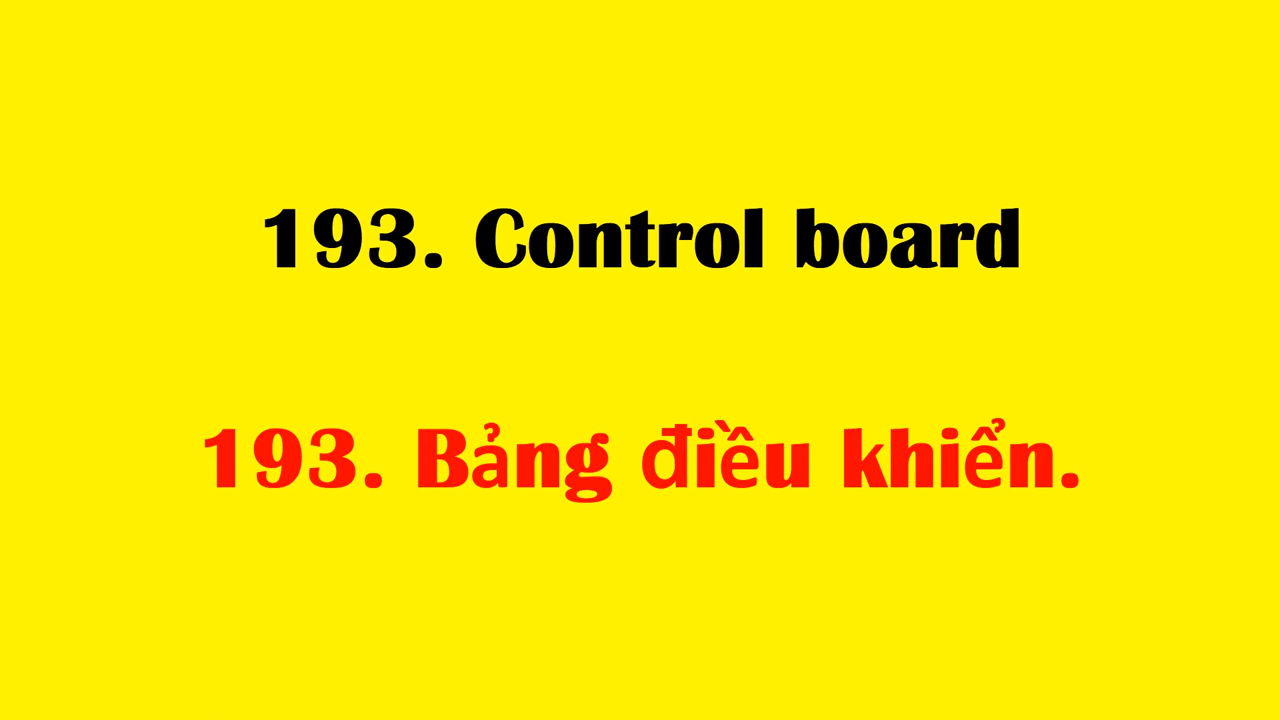 193. Control board
193. Bảng điều khiển.